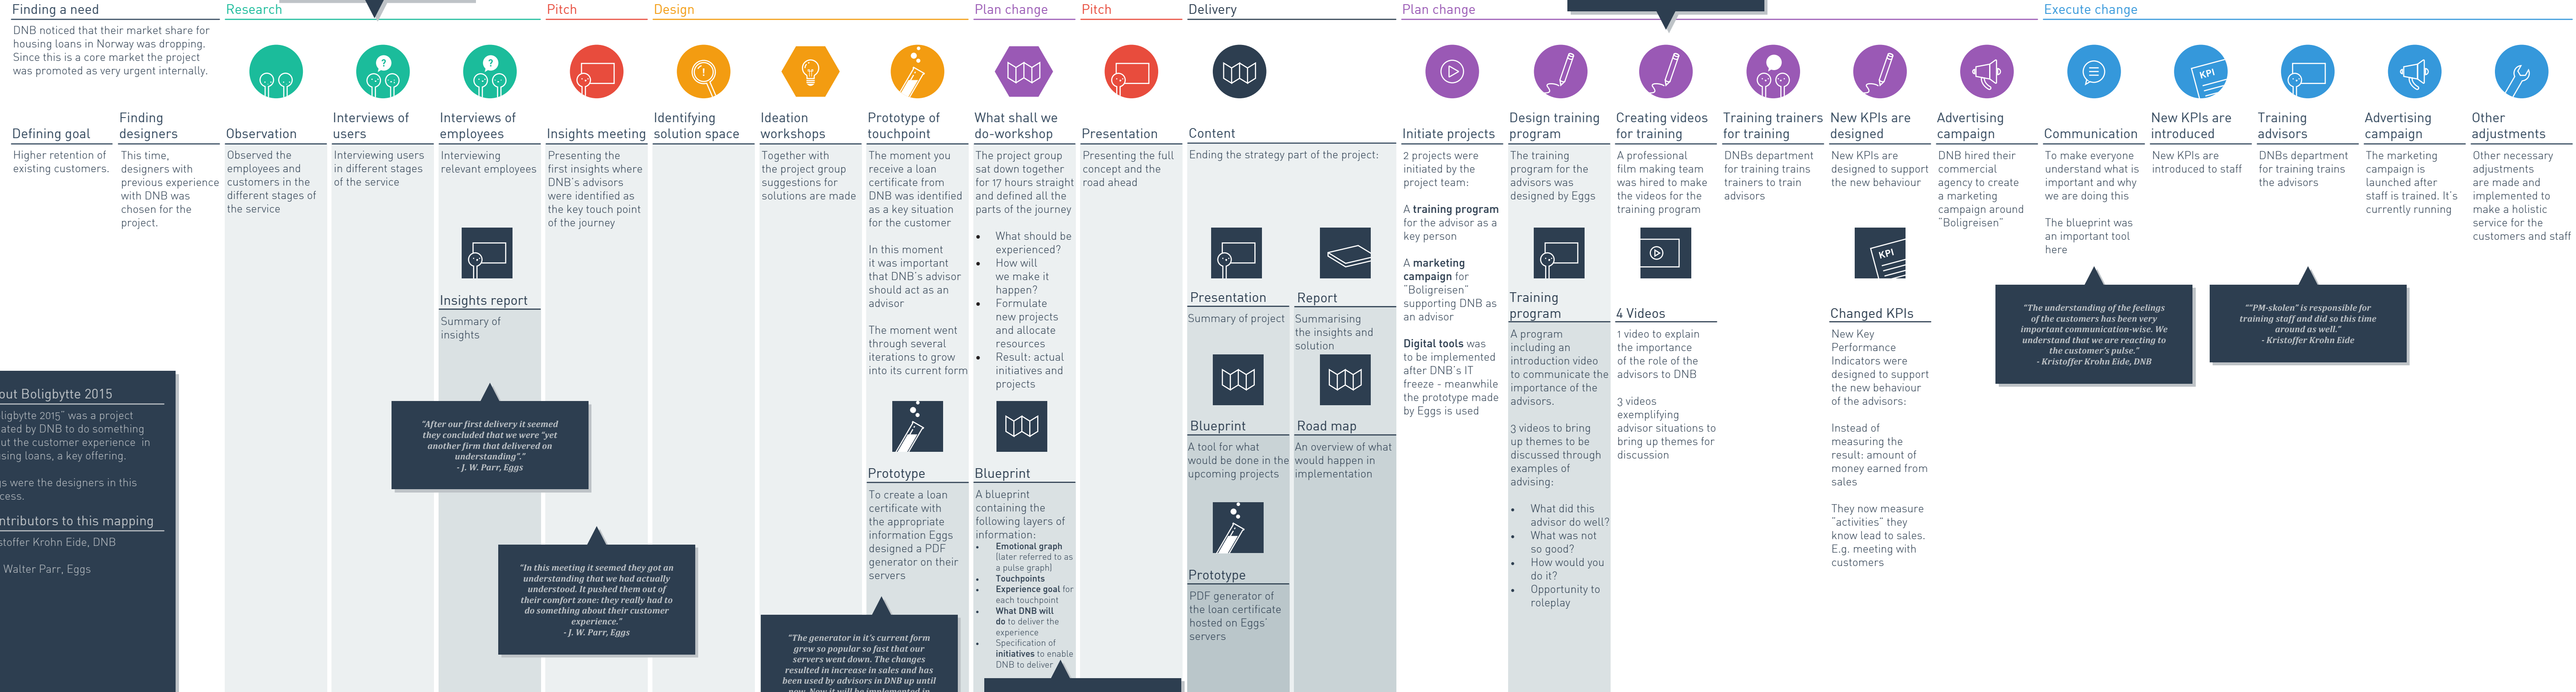 Finding a need
DNB noticed that their market share for
housing loans in Norway was dropping.
Since this is a core market the project
was promoted as very urgent internally.
Research
Pitch
Design
Plan change
Pitch
Delivery
Plan change
Execute change
Defining goal
Higher retention of
existing customers.
Finding
designers
This time,
designers with
previous experience
with DNB was
chosen for the
project.
Observation
Observed the
employees and
customers in the
different stages of
the service
Interviews of
users
Interviewing users
in different stages
of the service
Interviews of
employees
Interviewing
relevant employees
Insights report
Summary of
insights
"After our first delivery it seemed
they concluded that we were "yet
another firm that delivered on
understanding"."
- J. W. Parr, Eggs
Insights meeting
Presenting the
first insights where
DNB's advisors
were identified as
the key touch point
of the journey
"In this meeting it seemed they got an
understanding that we had actually
understood. It pushed them out of
their comfort zone: they really had to
do something about their customer
experience."
- J. W. Parr, Eggs
Identifying
solution space
Ideation
workshops
Together with
the project group
suggestions for
solutions are made
Prototype of
touchpoint
The moment you
receive a loan
certificate from
DNB was identified
as a key situation
for the customer
In this moment
it was important
that DNB's advisor
should act as an
advisor
The moment went
through several
iterations to grow
into its current form
Prototype
To create a loan
certificate with
the appropriate
information Eggs
designed a PDF
generator on their
servers
"The generator in it's current form
grew so popular so fast that our
servers went down. The changes
resulted in increase in sales and has
been used by advisors in DNB up until
now. Now it will be implemented in
What shall we
do-workshop
The project group
sat down together
for 17 hours straight
and defined all the
parts of the journey
• What should be
experienced?
• How will
we make it
happen?
• Formulate
new projects
and allocate
resources
• Result: actual
initiatives and
projects
Blueprint
A blueprint
containing the
following layers of
information:
• Emotional graph
(later referred to as
a pulse graph)
• Touchpoints
• Experience goal for
each touchpoint
• What DNB will
do to deliver the
experience
• Specification of
initiatives to enable
DNB to deliver
Presentation
Presenting the full
concept and the
road ahead
Content
Ending the strategy part of the project:
Presentation
Summary of project
Report
Summarising
the insights and
solution
Blueprint
A tool for what
would be done in the
upcoming projects
Road map
An overview of what
would happen in
implementation
Prototype
PDF generator of
the loan certificate
hosted on Eggs'
servers
Initiate projects
2 projects were
initiated by the
project team:
A training program
for the advisor as a
key person
A marketing
campaign for
"Boligreisen"
supporting DNB as
an advisor
Digital tools was
to be implemented
after DNB's IT
freeze - meanwhile
the prototype made
by Eggs is used
Design training
program
The training
program for the
advisors was
designed by Eggs
Training
program
A program
including an
introduction video
to communicate the
importance of the
advisors.
3 videos to bring
up themes to be
discussed through
examples of
advising:
• What did this
advisor do well?
• What was not
so good?
• How would you
do it?
• Opportunity to
roleplay
Creating videos
for training
A professional
film making team
was hired to make
the videos for the
training program
4 Videos
1 video to explain
the importance
of the role of the
advisors to DNB
3 videos
exemplifying
advisor situations to
bring up themes for
discussion
Training trainers
for training
DNBs department
for training trains
trainers to train
advisors
New KPIs are
designed
New KPIs are
designed to support
the new behaviour
KPI
Changed KPIs
New Key
Performance
Indicators were
designed to support
the new behaviour
of the advisors:
Instead of
measuring the
result: amount of
money earned from
sales
They now measure
"activities" they
know lead to sales.
E.g. meeting with
customers
Advertising
campaign
DNB hired their
commercial
agency to create
a marketing
campaign around
"Boligreisen"
Communication
To make everyone
understand what is
important and why
we are doing this
The blueprint was
an important tool
here
"The understanding of the feelings
of the customers has been very
important communication-wise. We
understand that we are reacting to
the customer's pulse."
- Kristoffer Krohn Eide, DNB
KPI
New KPIs are
introduced
New KPIs are
introduced to staff
Training
advisors
DNBs department
for training trains
the advisors
""PM-skolen" is responsible for
training staff and did so this time
around as well."
- Kristoffer Krohn Eide
Advertising
campaign
The marketing
campaign is
launched after
staff is trained. It's
currently running
Other
adjustments
Other necessary
adjustments
are made and
implemented to
make a holistic
service for the
customers and staff
out Boligbytte 2015
ligbytte 2015" was a project
ated by DNB to do something
ut the customer experience in
sing loans, a key offering.
gs were the designers in this
cess.
ntributors to this mapping
stoffer Krohn Eide, DNB
Walter Parr, Eggs